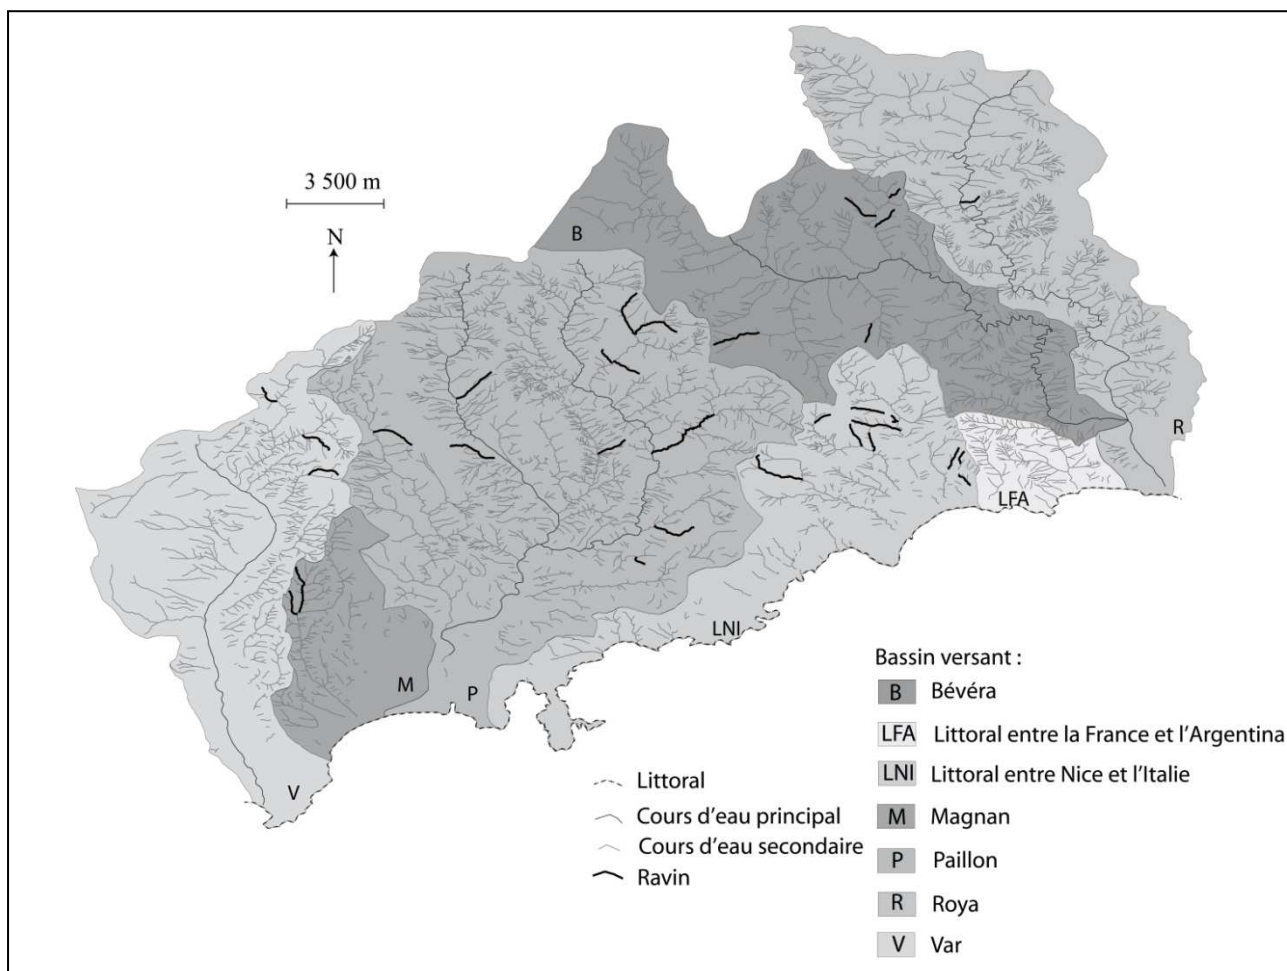 3 500 m
N
B
R
LFA
LNI
M
P
V
Bassin versant :
B Bévéra
LFA Littoral entre la France et l'Argentina
LNI Littoral entre Nice et l'Italie
M Magnan
P Paillon
R Roya
V Var
Littoral
Cours d'eau principal
Cours d'eau secondaire
Ravin